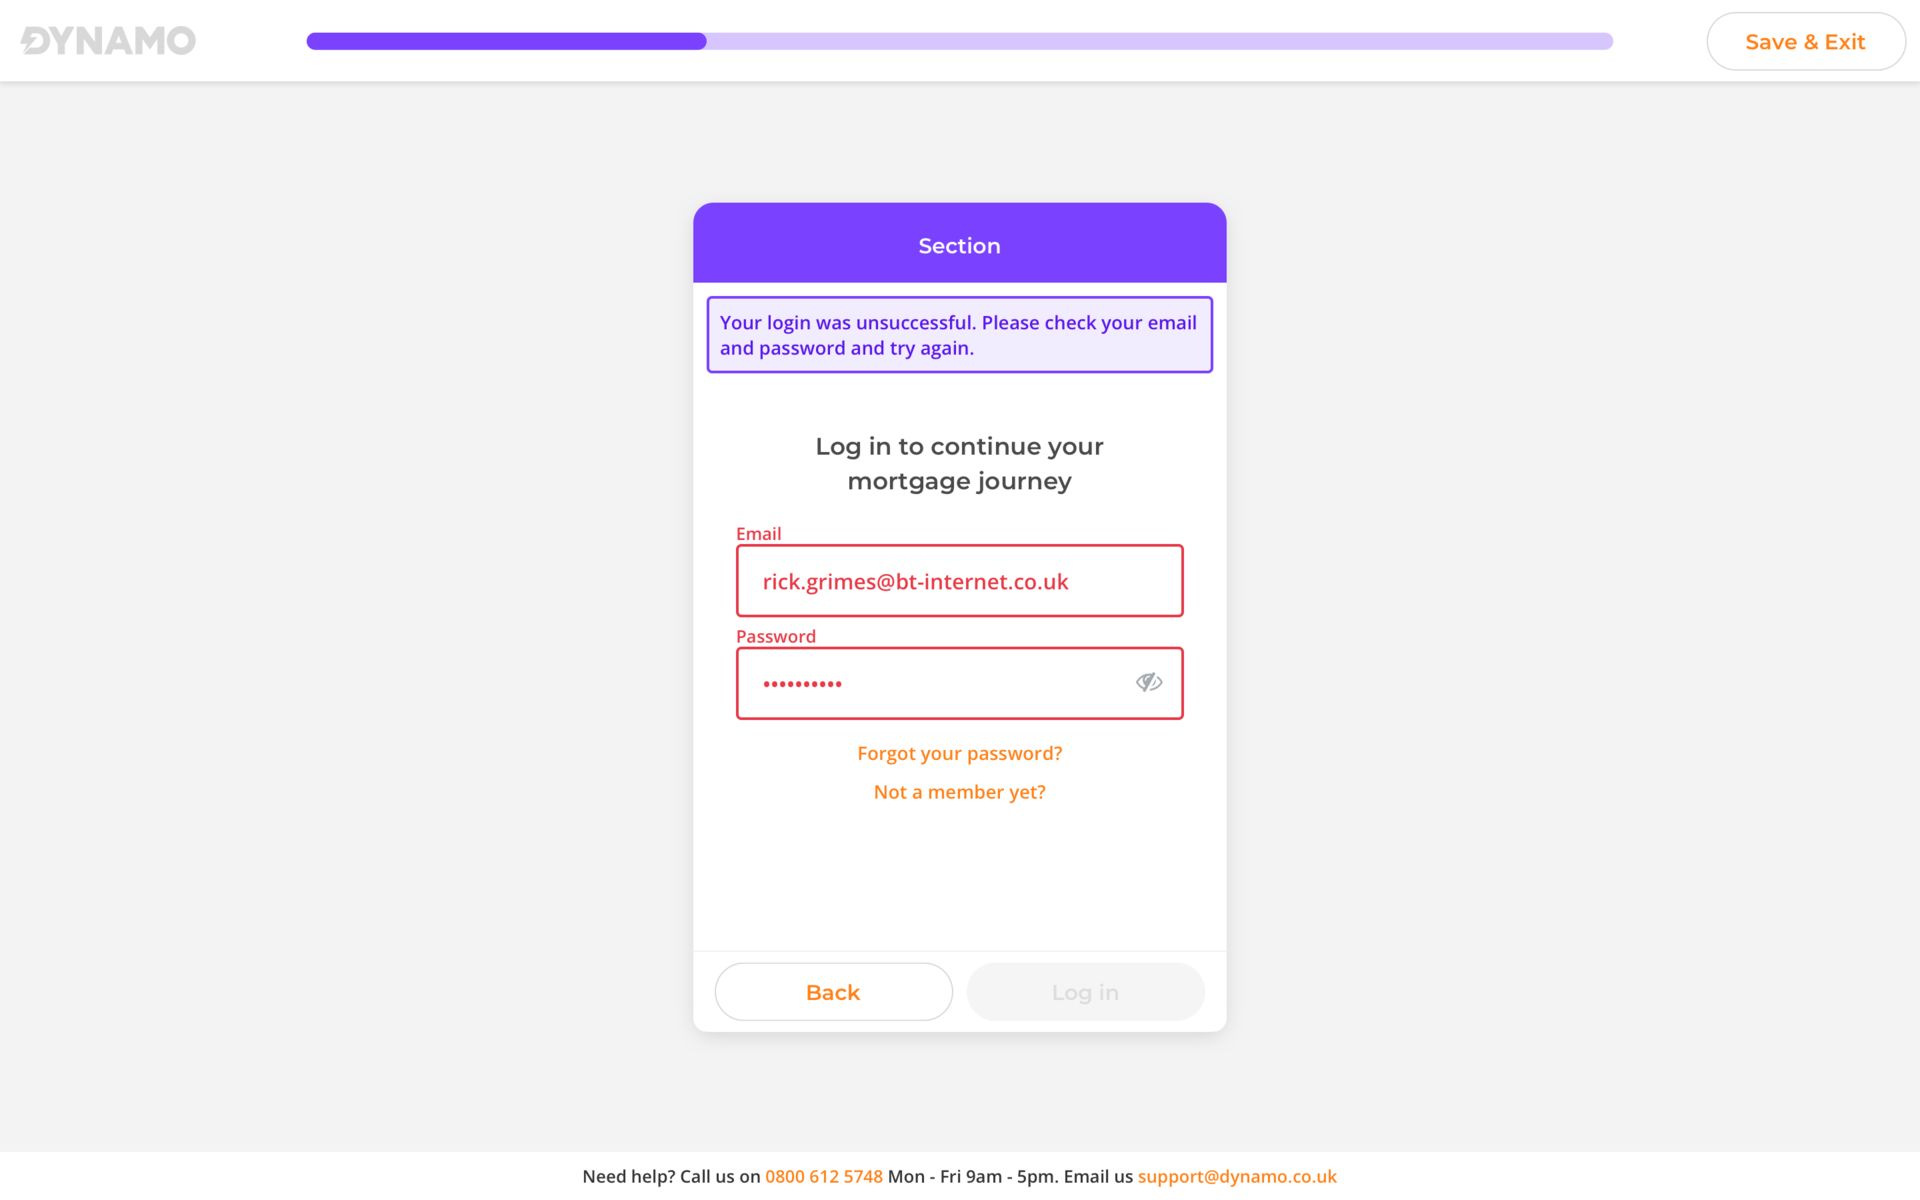 DYNAMO
Save & Exit
Section
Your login was unsuccessful. Please check your email
and password and try again.
Log in to continue your
mortgage journey
Email
rick.grimes@bt-internet.co.uk
Password
••••••••••
Forgot your password?
Not a member yet?
Back
Log in
Need help? Call us on 0800 612 5748 Mon - Fri 9am - 5pm. Email us support@dynamo.co.uk